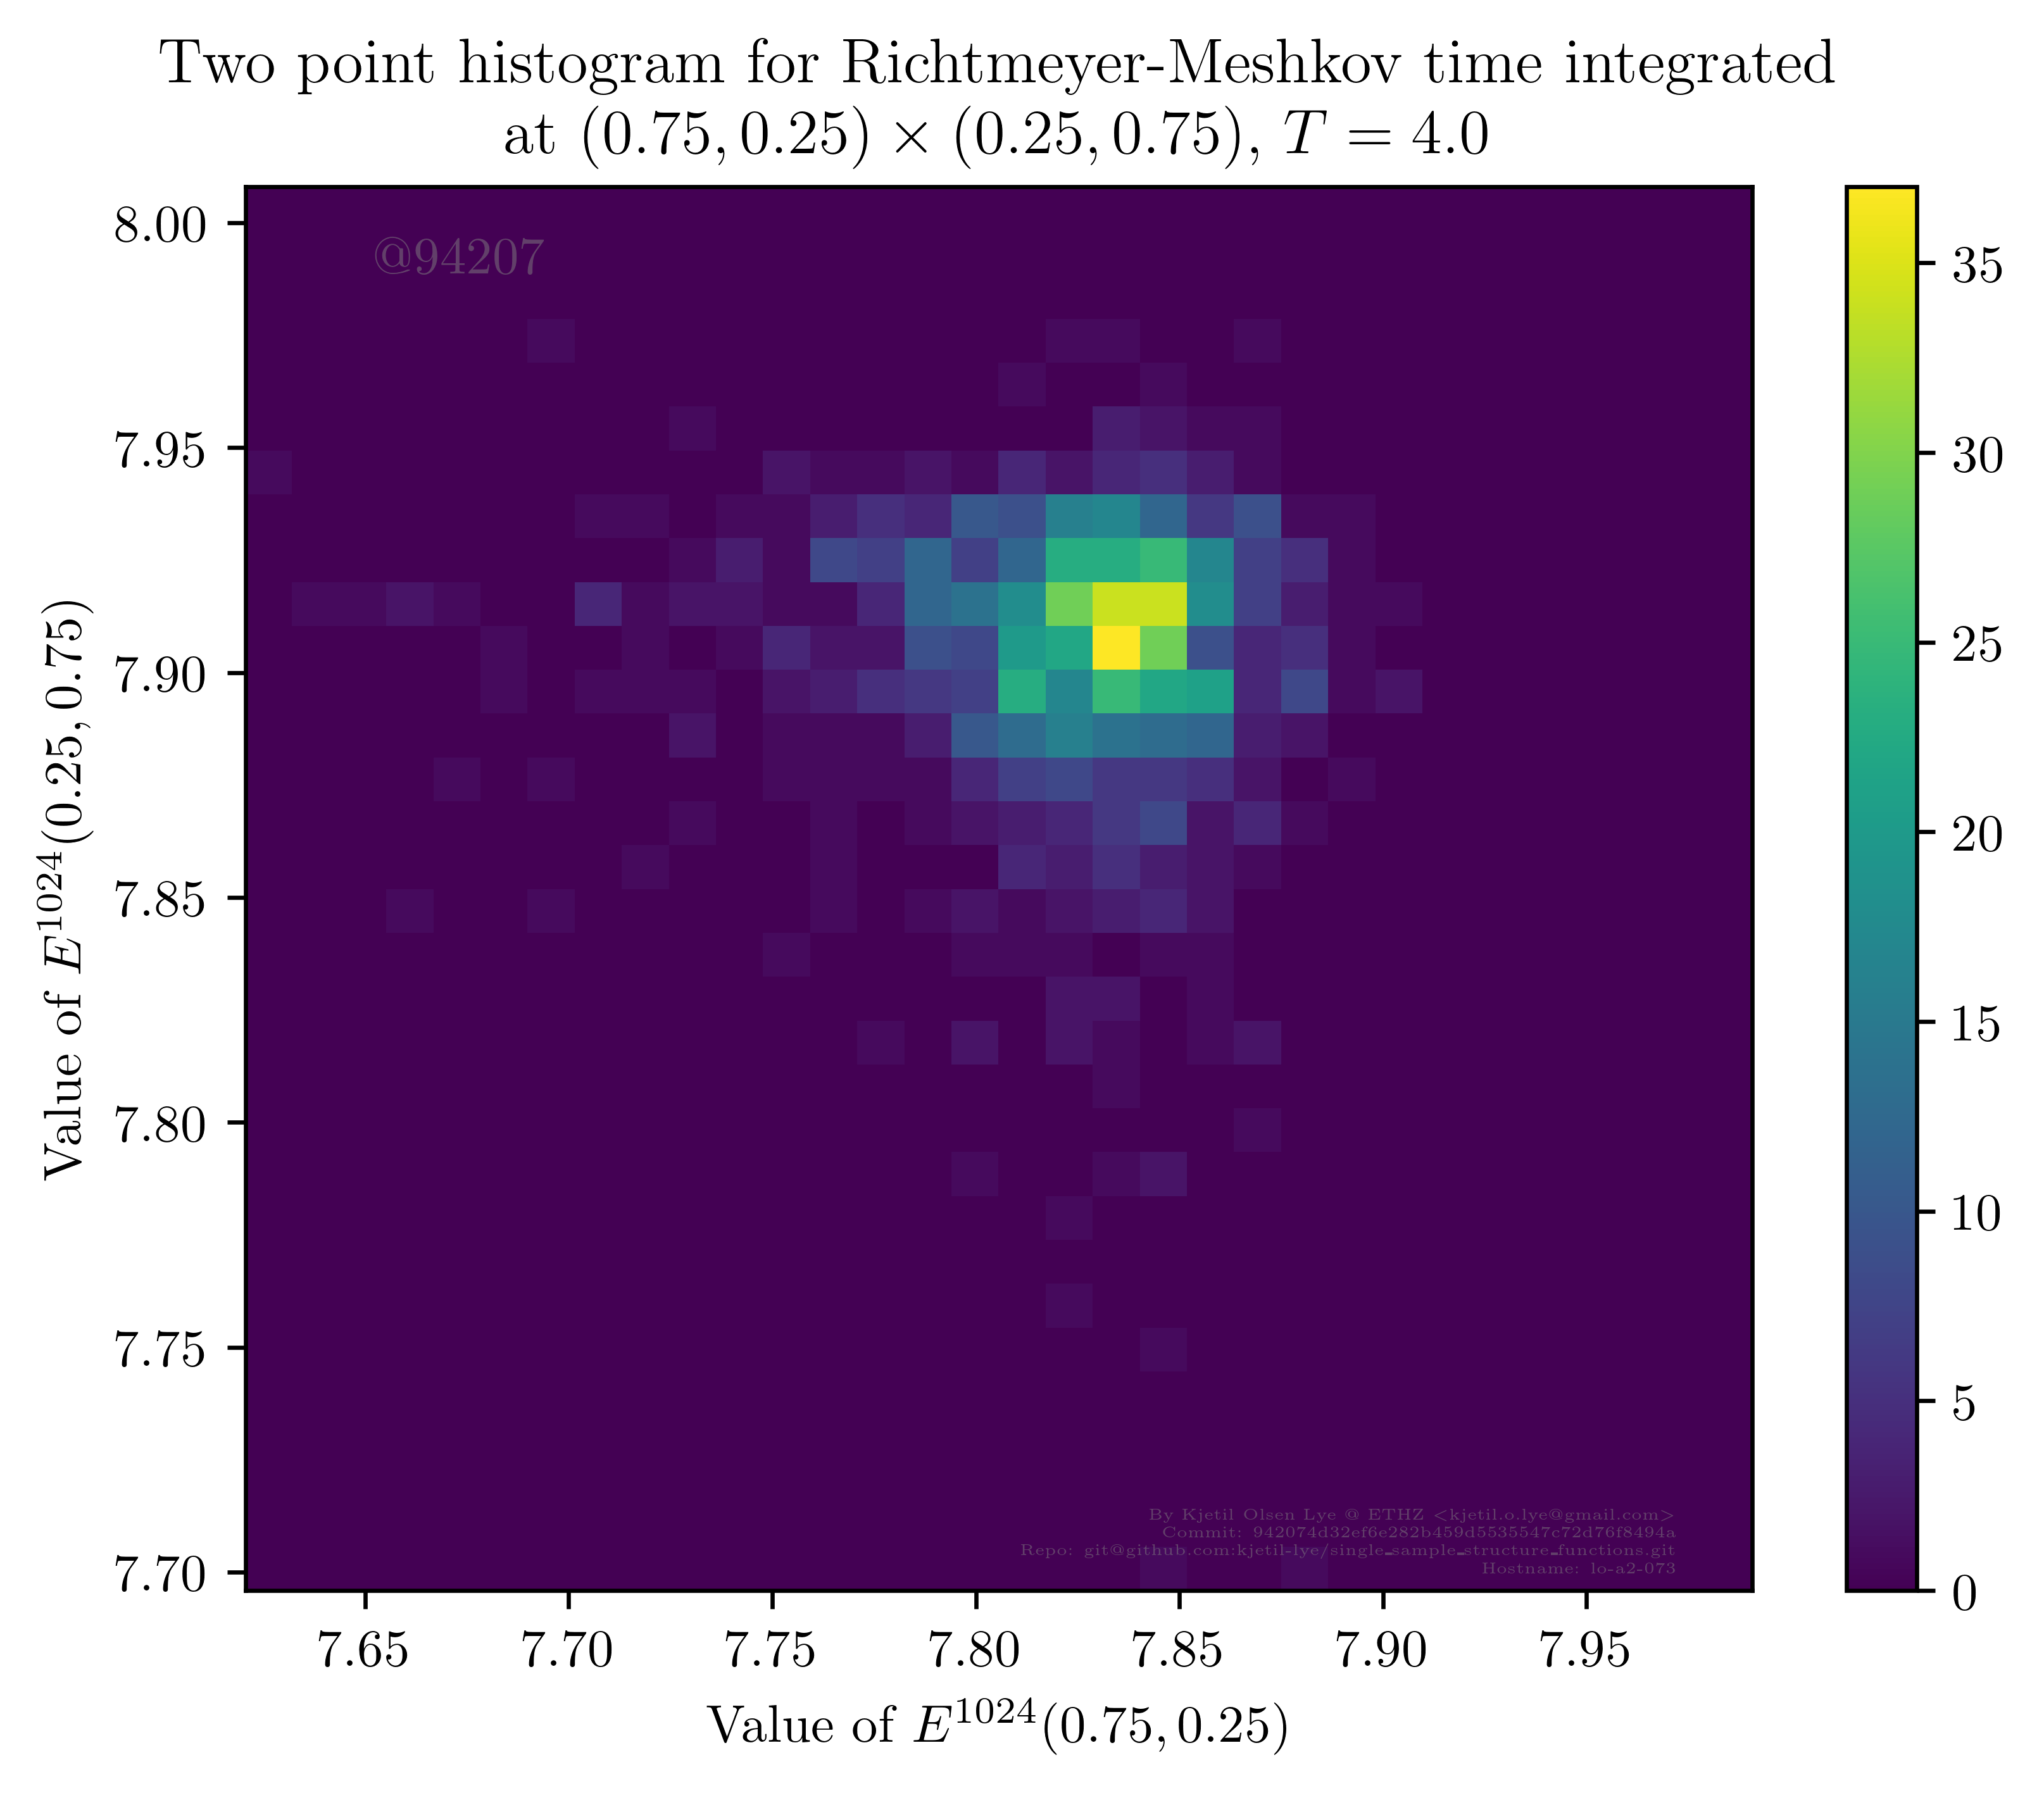 Two point histogram for Richtmeyer-Meshkov time integrated
at (0.75, 0.25) × (0.25, 0.75), T = 4.0
@94207
8.00
7.95
7.90
7.85
7.80
7.75
7.70
Value of E^1024(0.25, 0.75)
7.65 7.70 7.75 7.80 7.85 7.90 7.95
Value of E^1024(0.75, 0.25)
35
30
25
20
15
10
5
0
By Kjetil Olsen Lye @ ETHZ <kjetil.o.lye@gmail.com>
Commit: 942074d32ef6e282b459d5535547c72d76f8494a
Repo: git@github.com:kjetil-lye/single_sample_structure_functions.git
Hostname: lo-a2-073